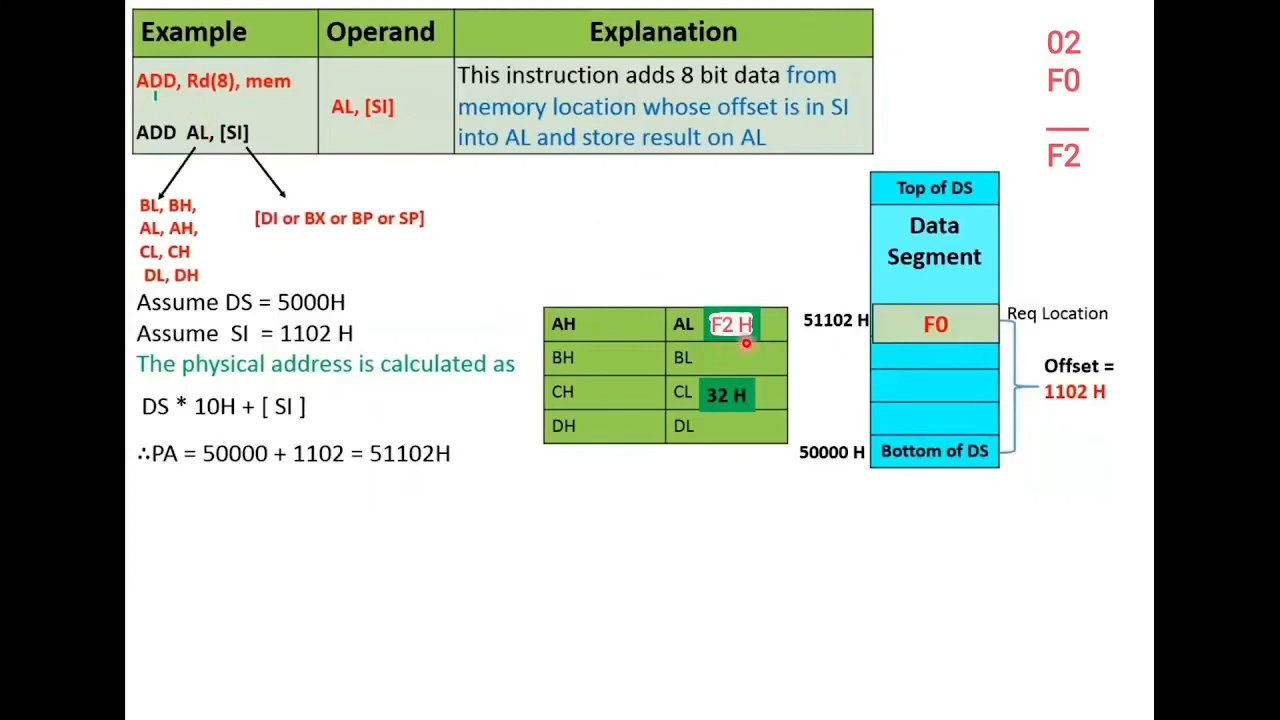 Example Operand Explanation
ADD, Rd(8), mem
ADD AL, [SI]
AL, [SI]
This instruction adds 8 bit data from
memory location whose offset is in SI
into AL and store result on AL
02
F0
F2
BL, BH,
AL, AH,
CL, CH
DL, DH
[DI or BX or BP or SP]
Assume DS = 5000H
Assume SI = 1102 H
The physical address is calculated as
DS * 10H + [ SI ]
∴PA = 50000 + 1102 = 51102H
AH AL F2 H
BH BL
CH CL 32 H
DH DL
Top of DS
Data
Segment
51102 H F0 Req Location
Offset =
1102 H
50000 H Bottom of DS